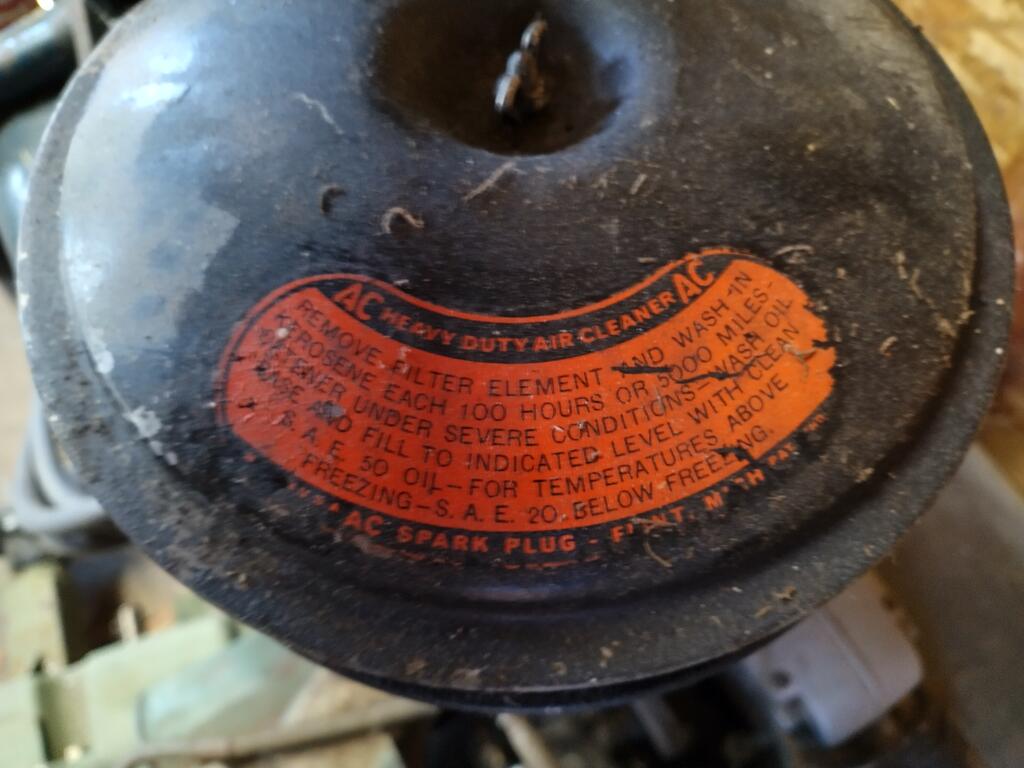 AC HEAVY DUTY AIR CLEANER AC
REMOVE FILTER ELEMENT AND WASH IN
KEROSENE EACH 100 HOURS OR 5000 MILES-
OFTENER UNDER SEVERE CONDITIONS-WASH OIL
BASE AND FILL TO INDICATED LEVEL WITH CLEAN
S. A. E. 50 OIL-FOR TEMPERATURES ABOVE
FREEZING-S. A. E. 20 BELOW FREEZING
AC SPARK PLUG -